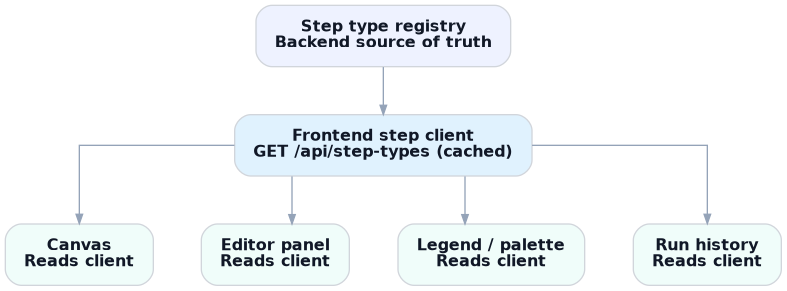 Step type registry
Backend source of truth
Frontend step client
GET /api/step-types (cached)
Canvas
Reads client
Editor panel
Reads client
Legend / palette
Reads client
Run history
Reads client